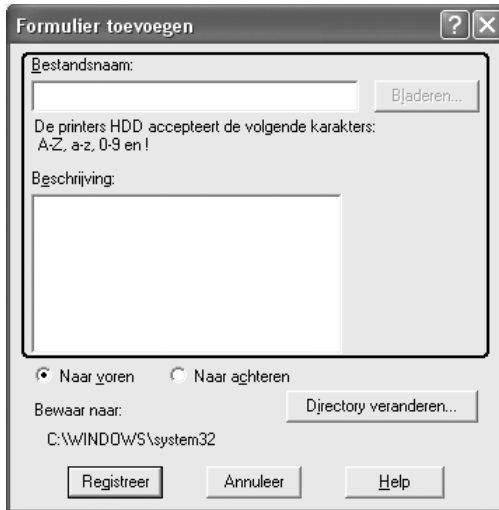 Formulier toevoegen
Bestandsnaam:
Bladeren...
De printers HDD accepteert de volgende karakters:
A-Z, a-z, 0-9 en !
Beschrijving:
Naar voren Naar achteren
Bewaar naar: Directory veranderen...
C:\WINDOWS\system32
Registreer Annuleer Help